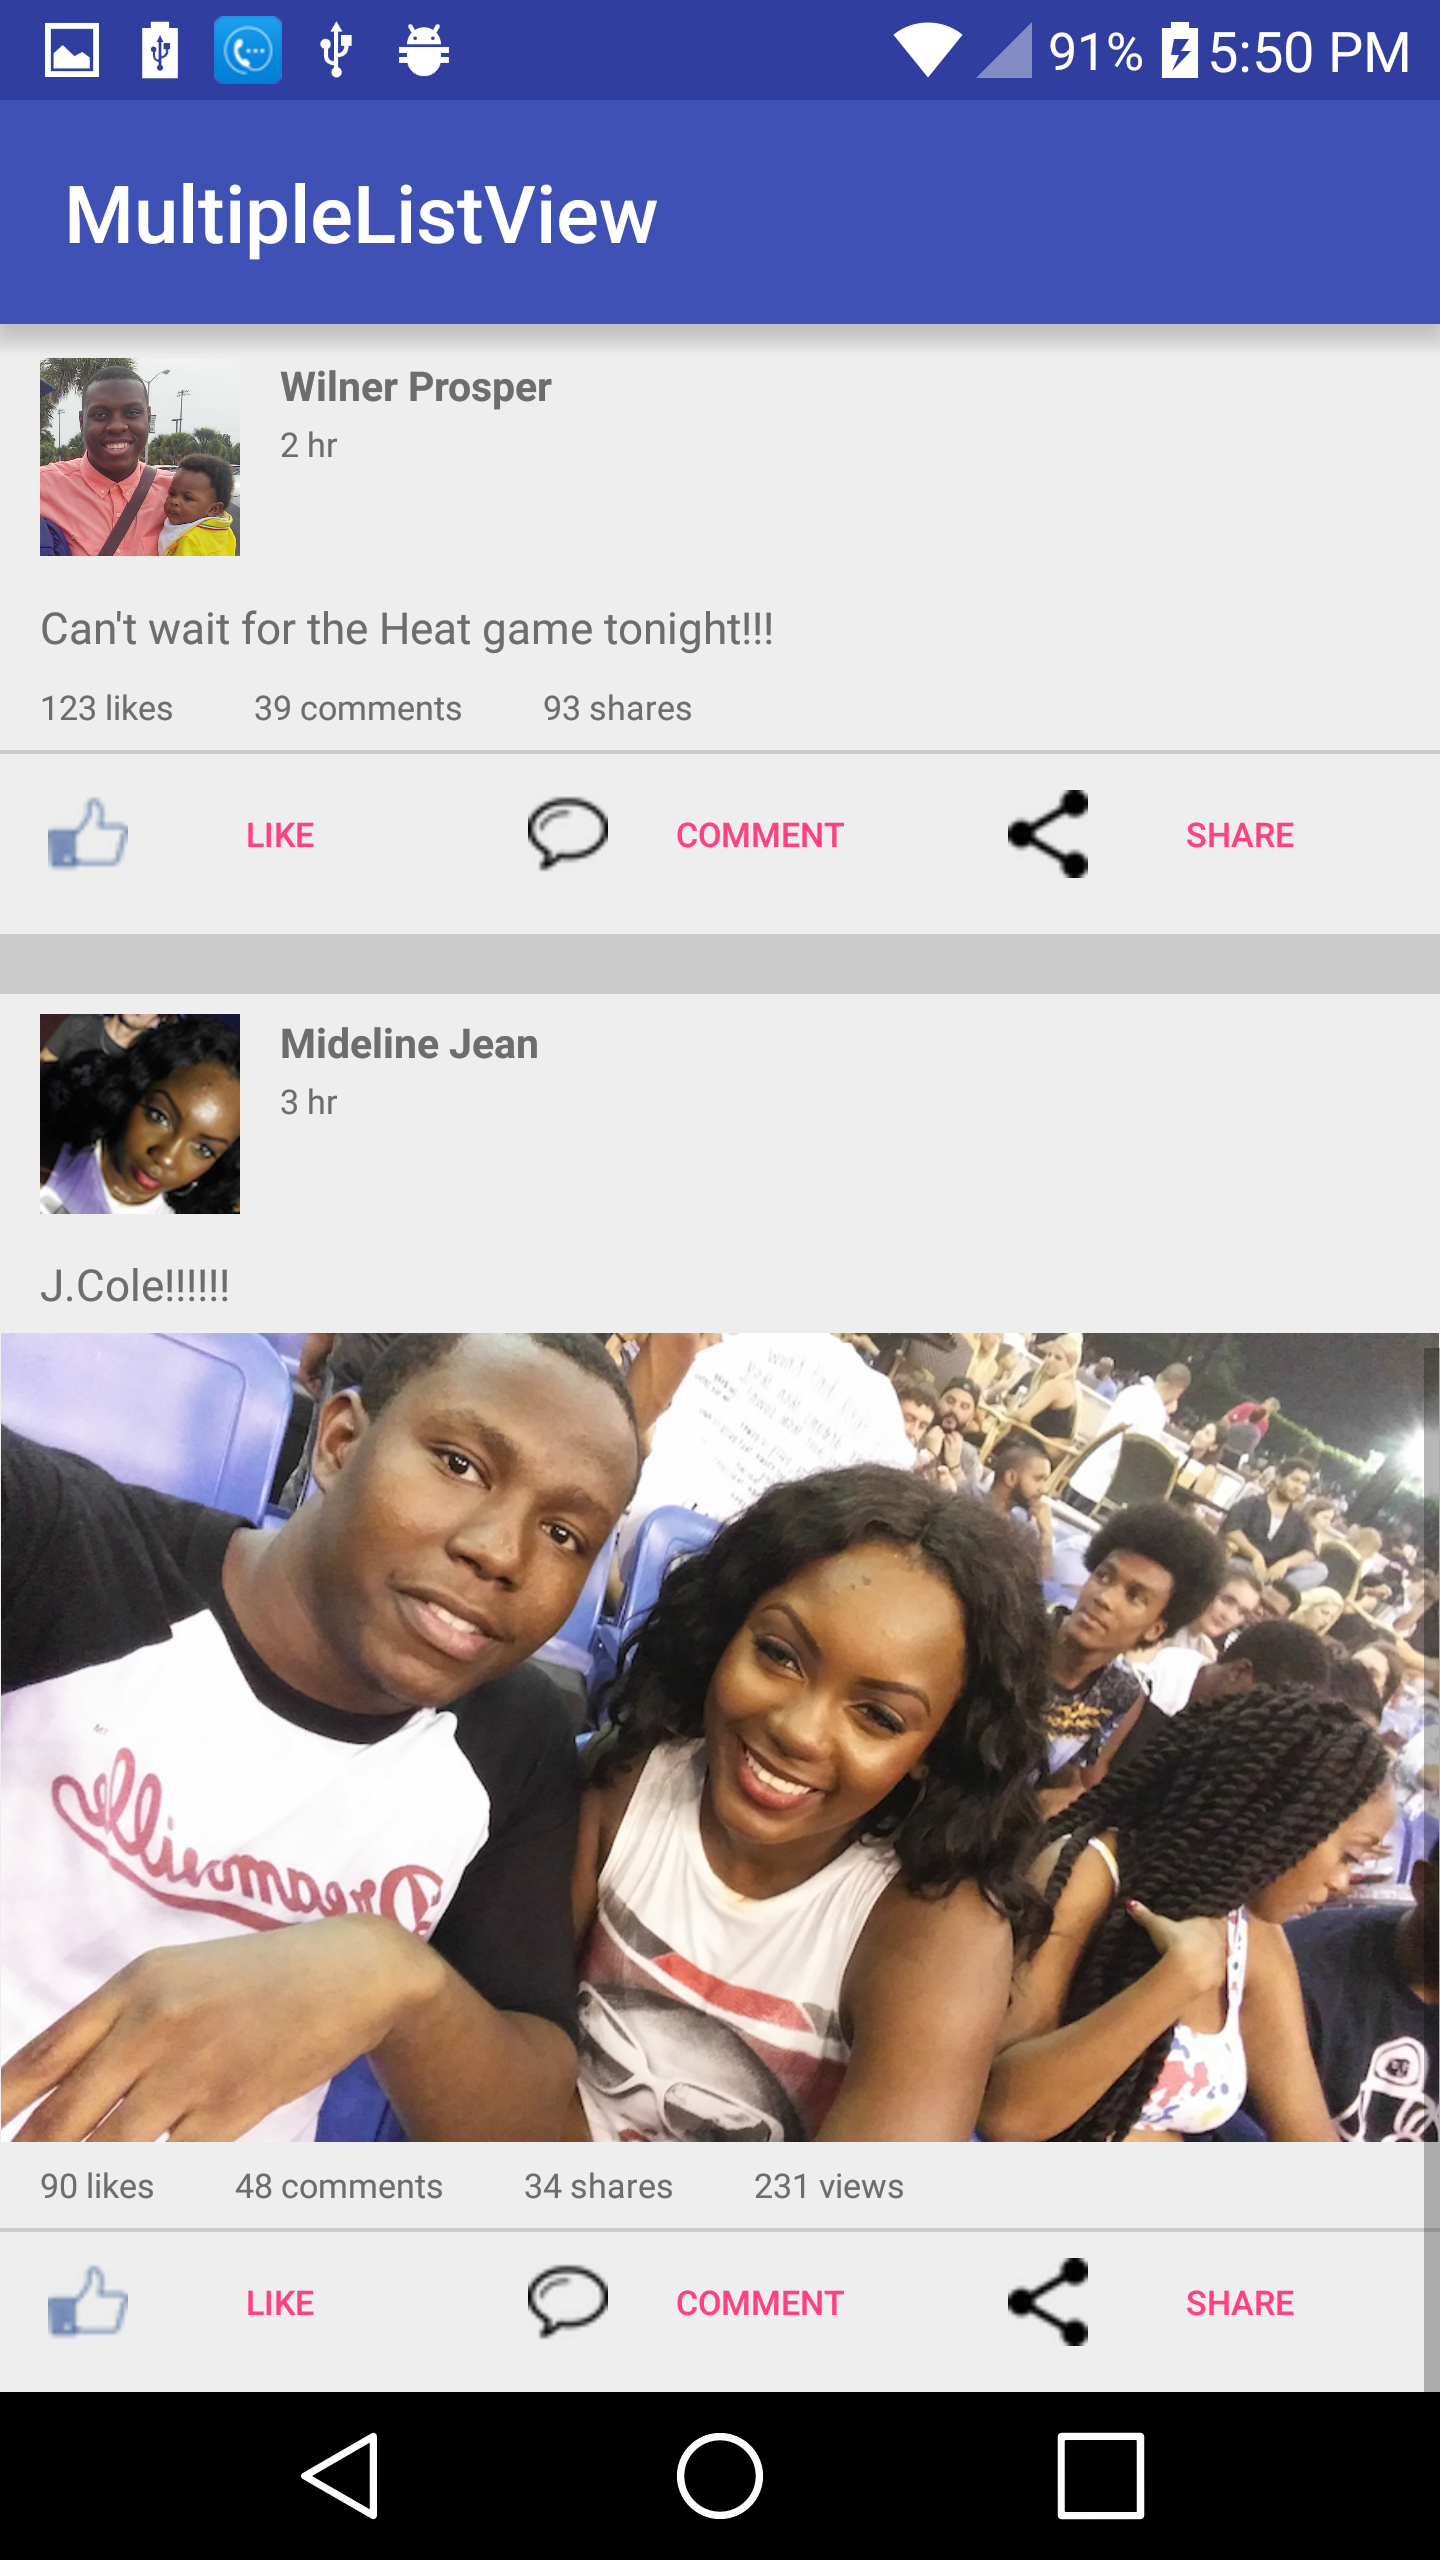 91% 5:50 PM
MultipleListView
Wilner Prosper
2 hr
Can't wait for the Heat game tonight!!!
123 likes 39 comments 93 shares
LIKE COMMENT SHARE
Mideline Jean
3 hr
J.Cole!!!!!!
Dreamville
90 likes 48 comments 34 shares 231 views
LIKE COMMENT SHARE